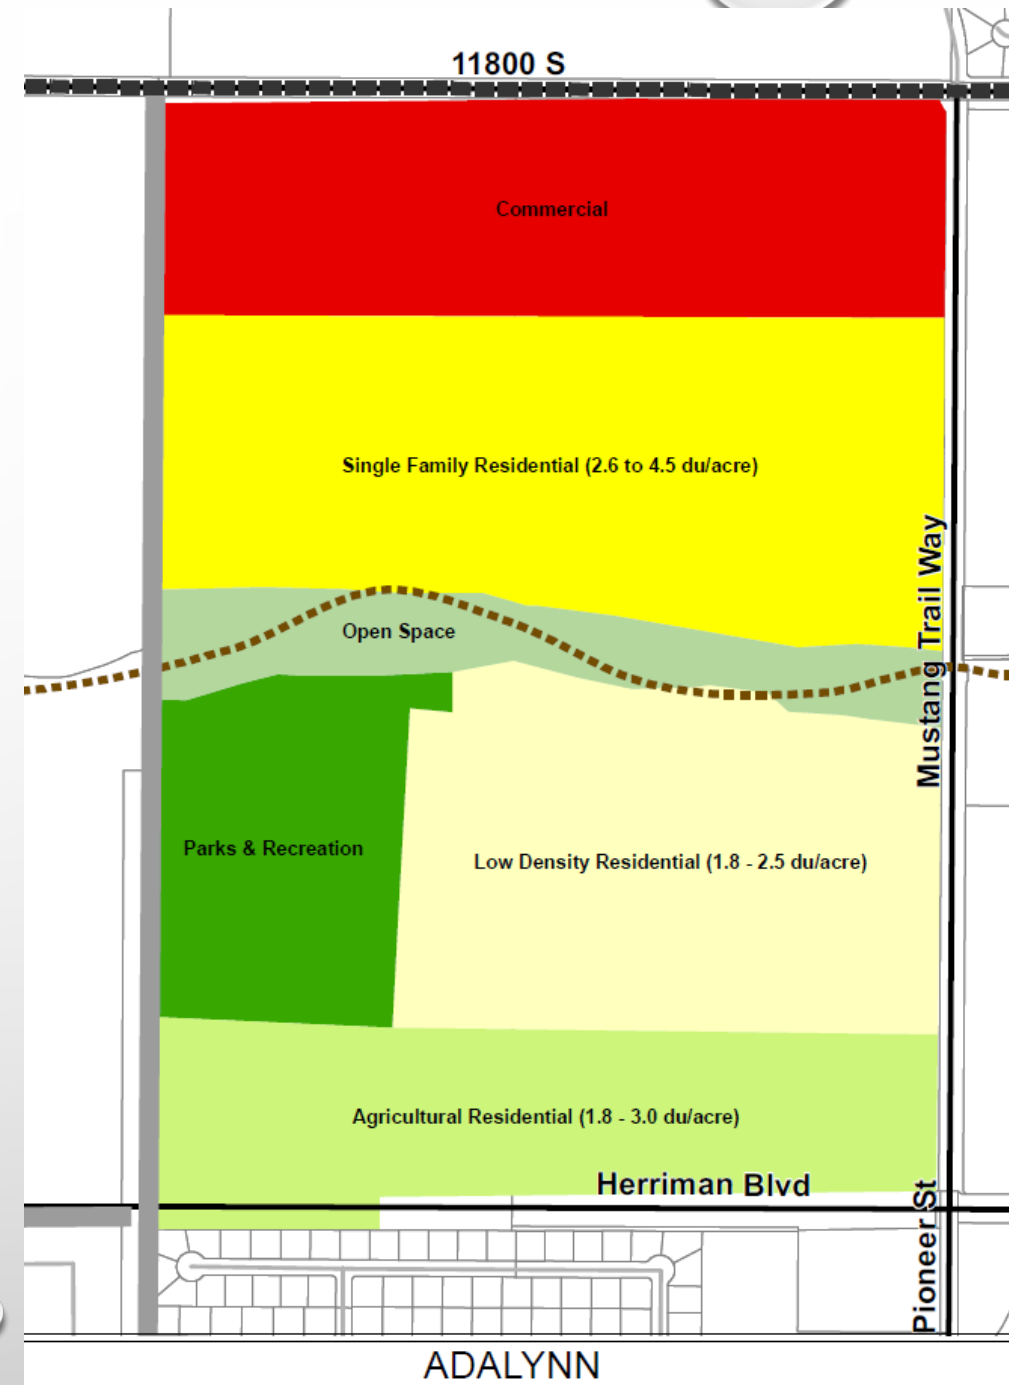 11800 S
Commercial
Single Family Residential (2.6 to 4.5 du/acre)
Mustang Trail Way
Open Space
Parks & Recreation
Low Density Residential (1.8 - 2.5 du/acre)
Agricultural Residential (1.8 - 3.0 du/acre)
Herriman Blvd
Pioneer St
ADALYNN